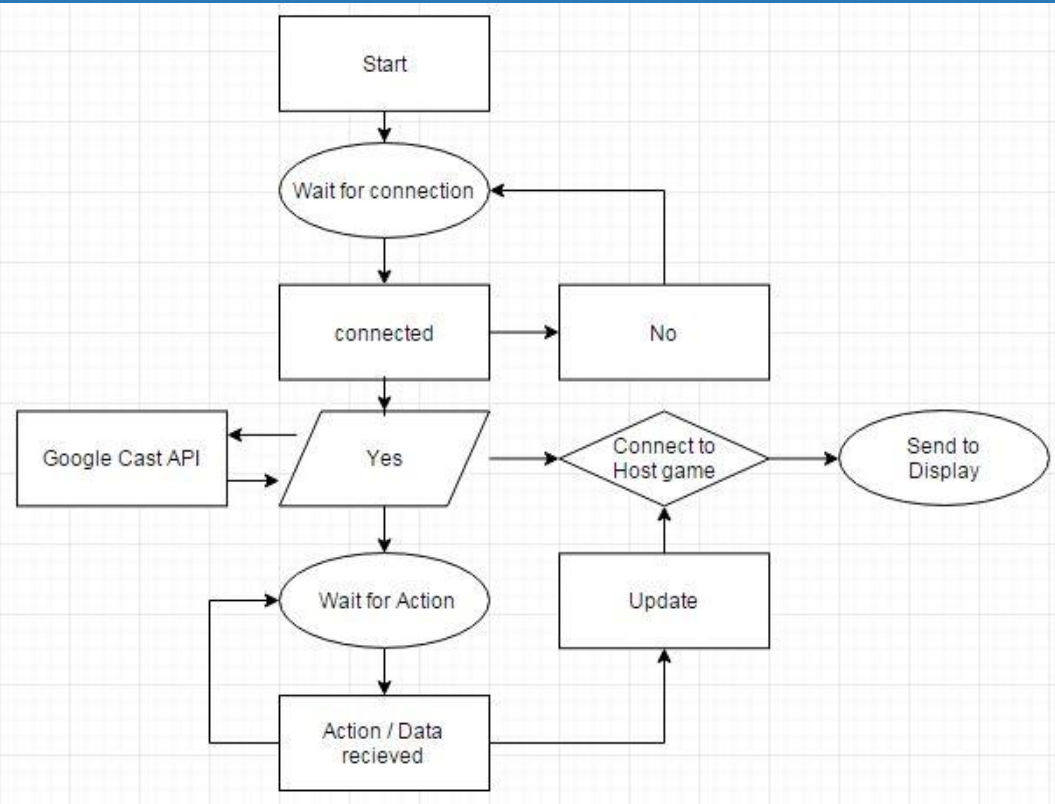 Start
Wait for connection
connected
No
Google Cast API
Yes
Connect to
Host game
Send to
Display
Wait for Action
Update
Action / Data
recieved